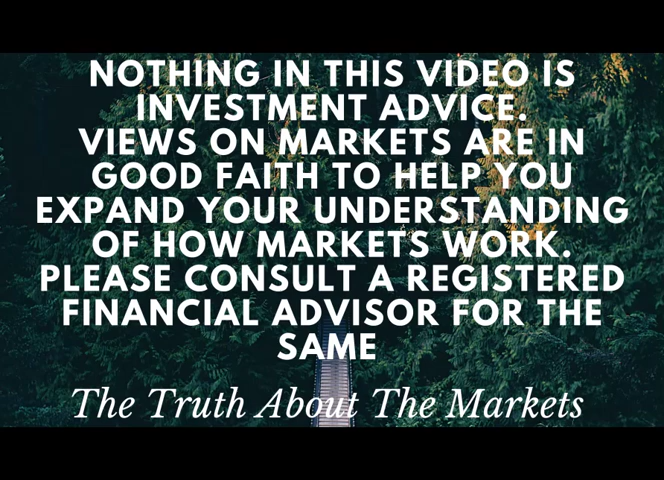 NOTHING IN THIS VIDEO IS
INVESTMENT ADVICE.
VIEWS ON MARKETS ARE IN
GOOD FAITH TO HELP YOU
EXPAND YOUR UNDERSTANDING
OF HOW MARKETS WORK.
PLEASE CONSULT A REGISTERED
FINANCIAL ADVISOR FOR THE
SAME
The Truth About The Markets